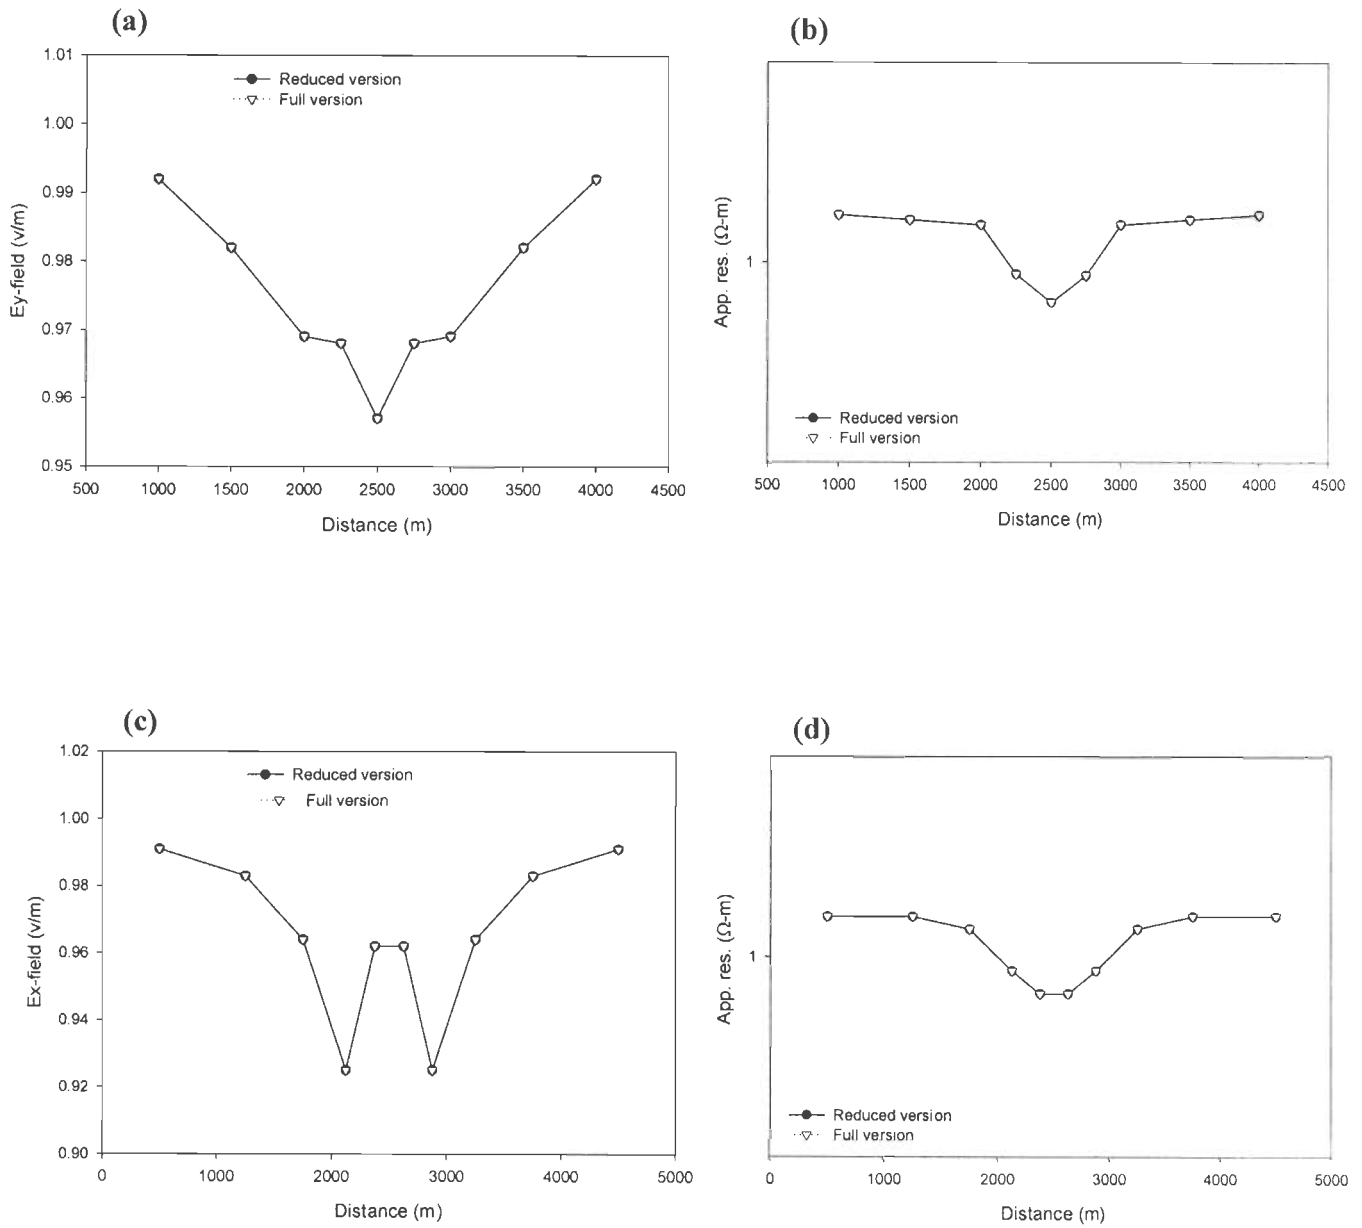 (a)
1.01
1.00
0.99
0.98
0.97
0.96
0.95
Ey-field (v/m)
Reduced version
Full version
500 1000 1500 2000 2500 3000 3500 4000 4500
Distance (m)
(b)
App. res. (Ω-m)
1
Reduced version
Full version
500 1000 1500 2000 2500 3000 3500 4000 4500
Distance (m)
(c)
1.02
1.00
0.98
0.96
0.94
0.92
0.90
Ex-field (v/m)
Reduced version
Full version
0 1000 2000 3000 4000 5000
Distance (m)
(d)
App. res. (Ω-m)
1
Reduced version
Full version
0 1000 2000 3000 4000 5000
Distance (m)